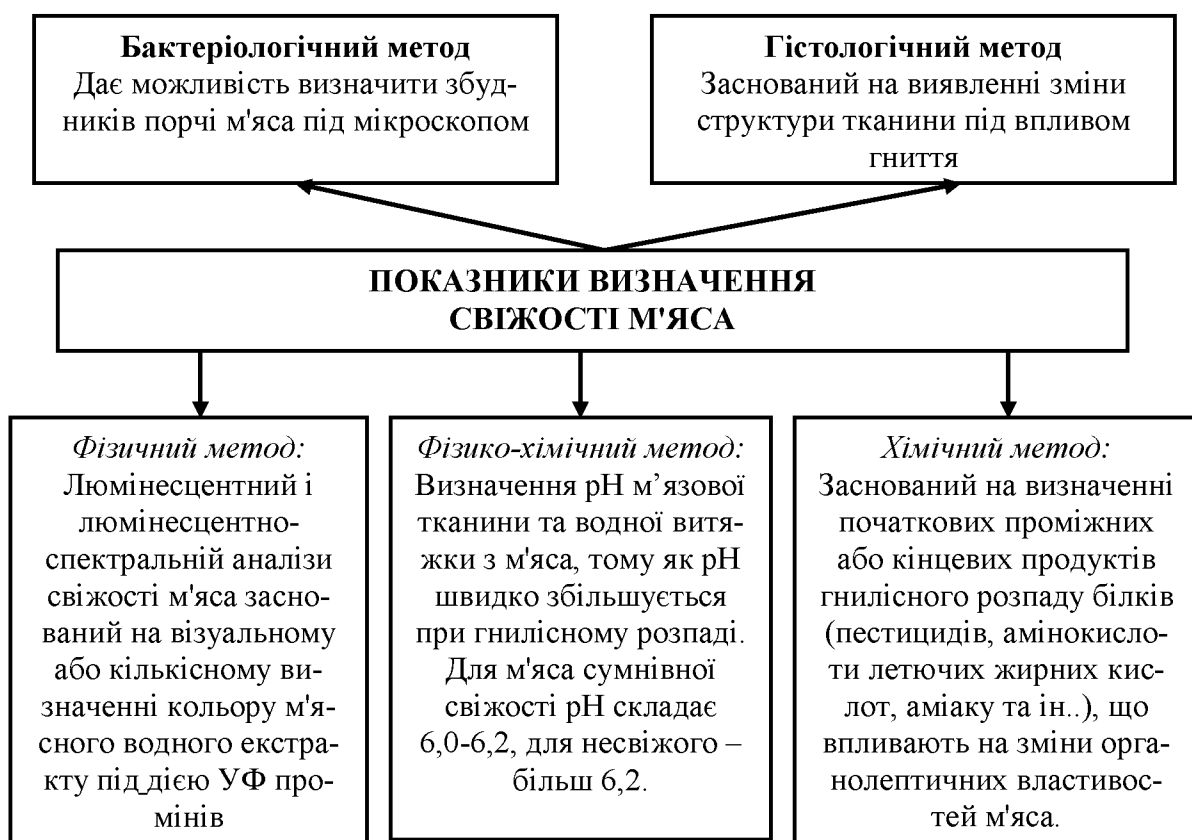 Бактеріологічний метод
Дає можливість визначити збуд-
ників порчі м'яса під мікроскопом
Гістологічний метод
Заснований на виявленні зміни
структури тканини під впливом
гниття
ПОКАЗНИКИ ВИЗНАЧЕННЯ
СВІЖОСТІ М'ЯСА
Фізичний метод:
Люмінесцентний і
люмінесцентно-
спектральній аналізи
свіжості м'яса засно-
ваний на візуальному
або кількісному ви-
значенні кольору м'я-
сного водного екстра-
кту під дією УФ про-
мінів
Фізико-хімічний метод:
Визначення рН м’язової
тканини та водної витя-
жки з м'яса, тому як рН
швидко збільшується
при гнилісному розпаді.
Для м'яса сумнівної
свіжості рН складає
6,0-6,2, для несвіжого –
більш 6,2.
Хімічний метод:
Заснований на визначенні
початкових проміжних
або кінцевих продуктів
гнилісного розпаду білків
(пестицидів, амінокисло-
ти летючих жирних кис-
лот, аміаку та ін..), що
впливають на зміни орга-
нолептичних властивос-
тей м'яса.